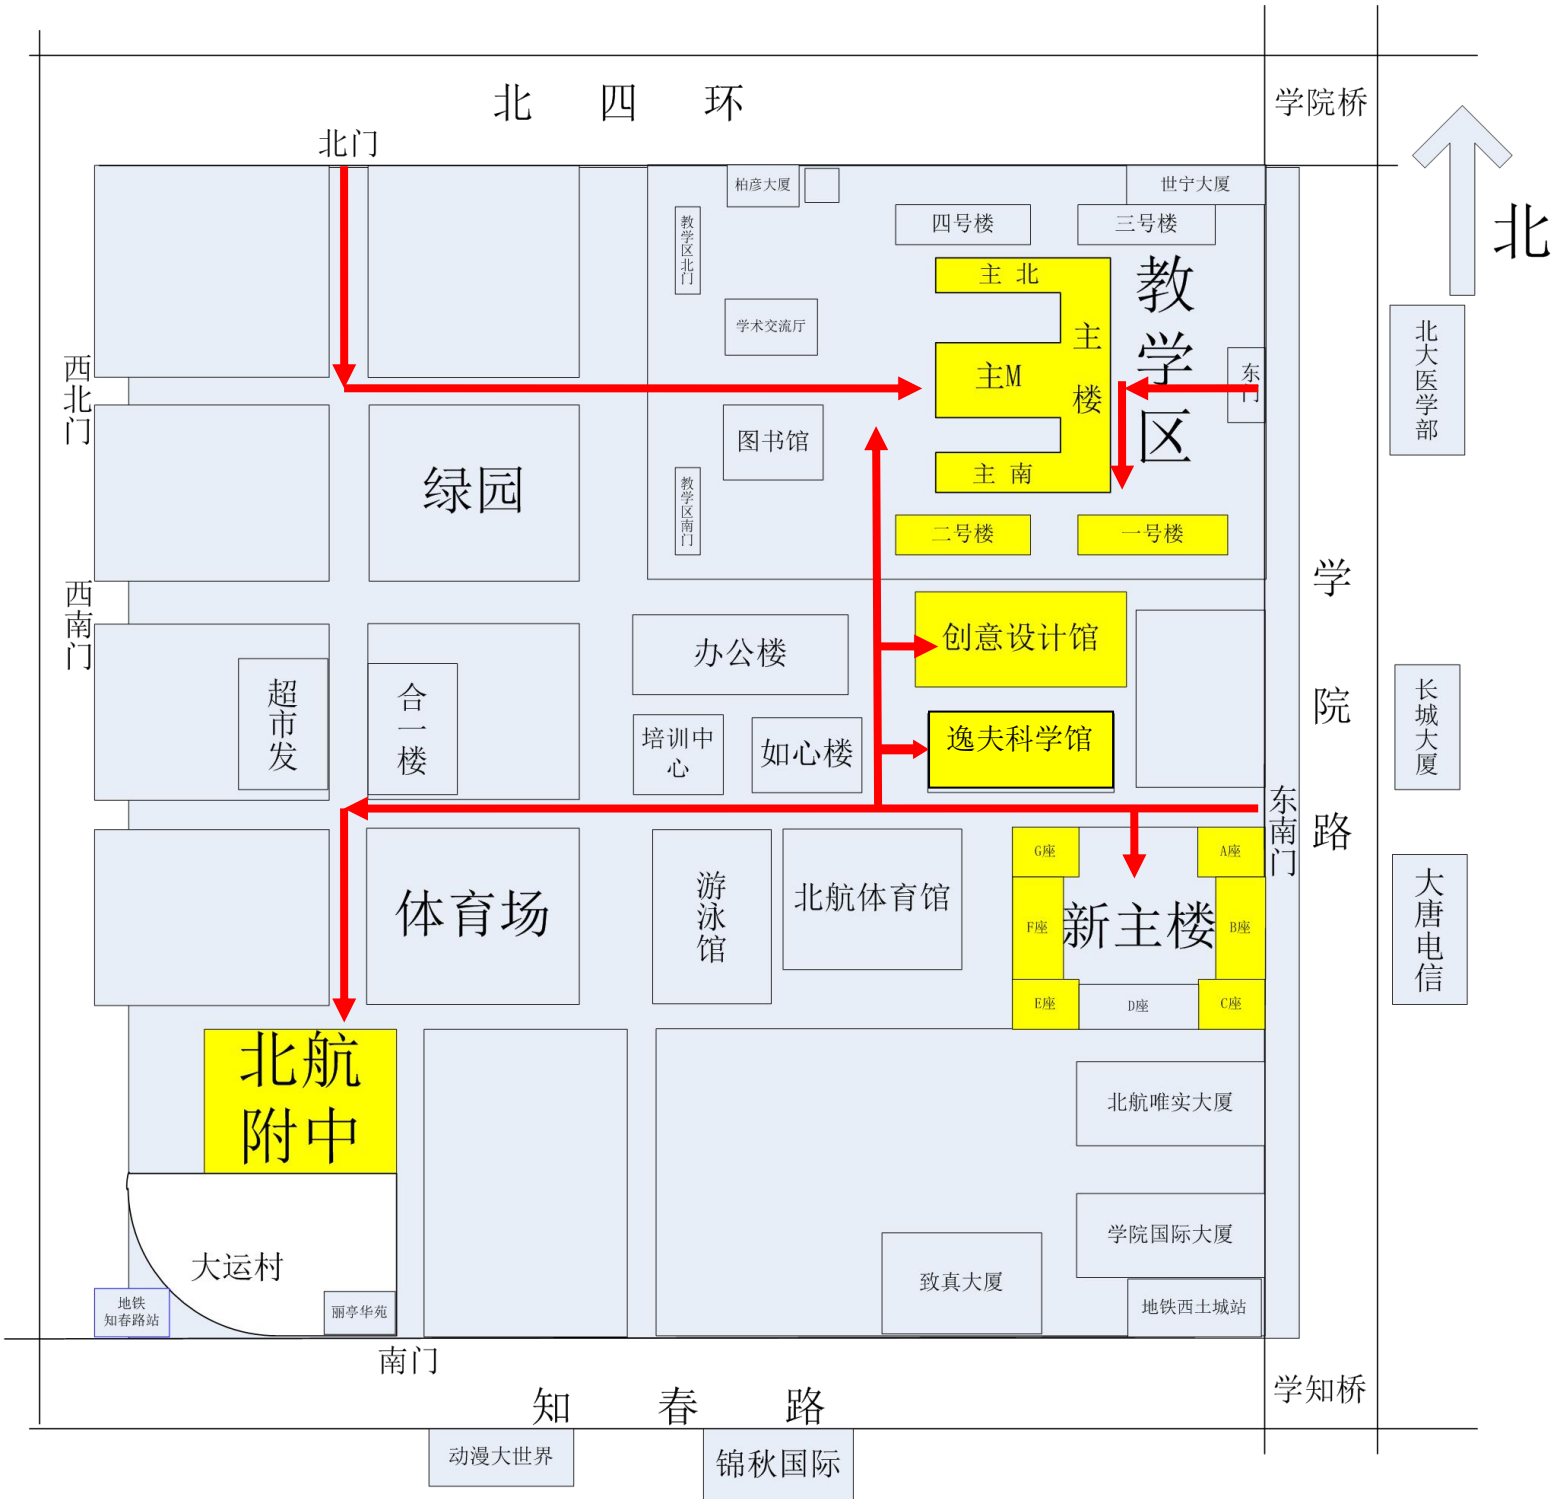 北 四 环
学院桥
北门
北
柏彦大厦
世宁大厦
教学区北门
四号楼
三号楼
主 北
教学区
学术交流厅
主楼
主M
东门
北大医学部
西北门
图书馆
绿园
主 南
教学区南门
二号楼
一号楼
西南门
学院路
创意设计馆
办公楼
超市发
合一楼
培训中
心
如心楼
逸夫科学馆
长城大厦
东南门
G座
A座
体育场
游泳馆
北航体育馆
F座
新主楼
B座
大唐电信
E座
D座
C座
北航
附中
北航唯实大厦
学院国际大厦
大运村
致真大厦
地铁
知春路站
丽亭华苑
地铁西土城站
南门
学知桥
知 春 路
动漫大世界
锦秋国际